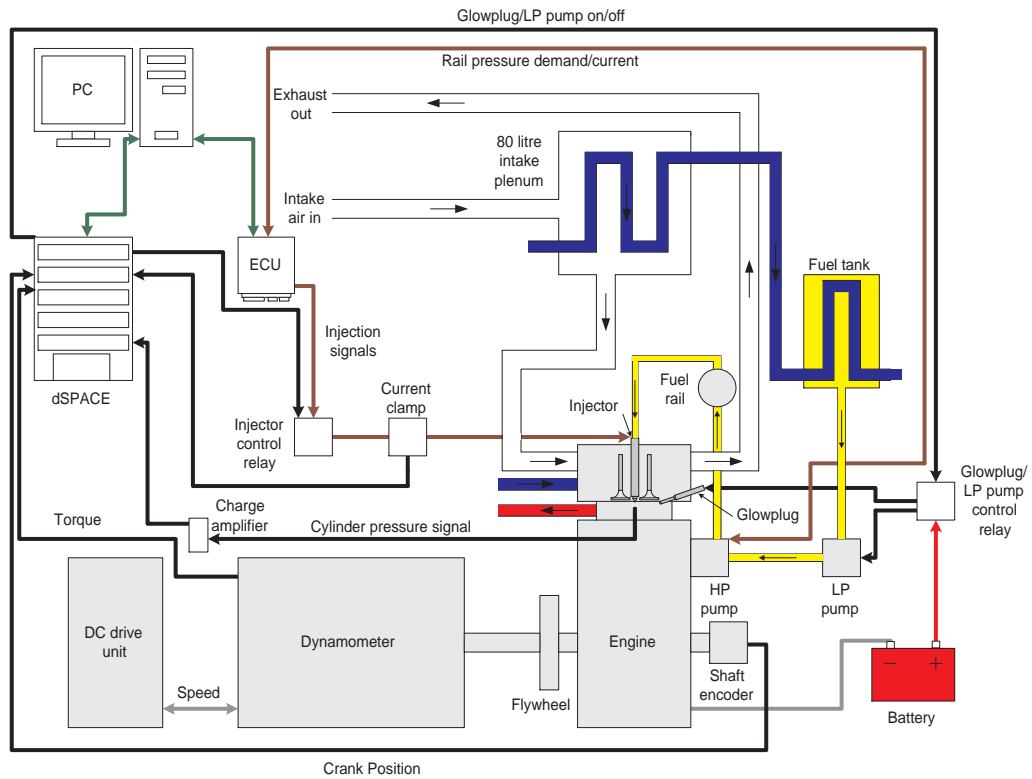 Glowplug/LP pump on/off
Rail pressure demand/current
PC
Exhaust
out
80 litre
intake
plenum
Intake
air in
ECU
Fuel tank
Injection
signals
dSPACE
Current
clamp
Injector
control
relay
Injector
Fuel
rail
Glowplug/
LP pump
control
relay
Glowplug
Torque
Charge
amplifier
Cylinder pressure signal
HP
pump
LP
pump
DC drive
unit
Dynamometer
Engine
Speed
Flywheel
Shaft
encoder
− +
Battery
Crank Position